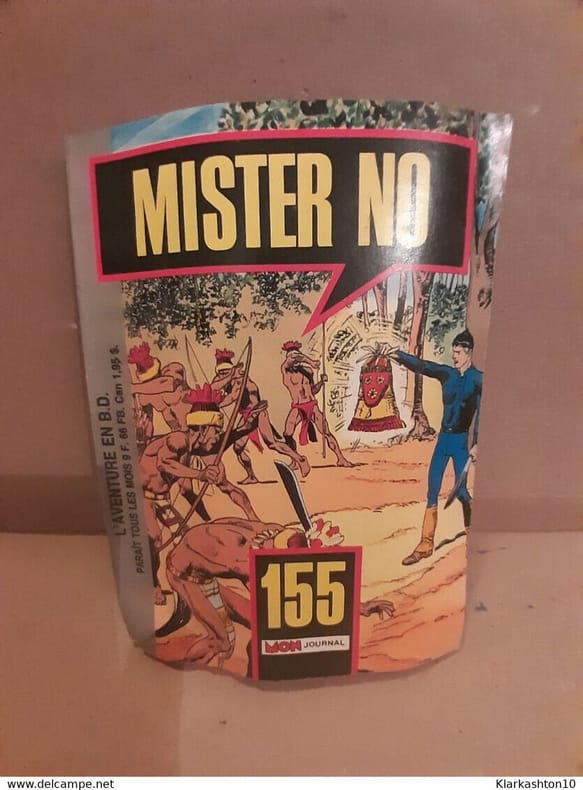 MISTER NO
L'AVENTURE EN B.D.
PARAÎT TOUS LES MOIS 9 F. 66 FB. Can 1,95 $.
155
MON JOURNAL
www.delcampe.net
Klarkashton10